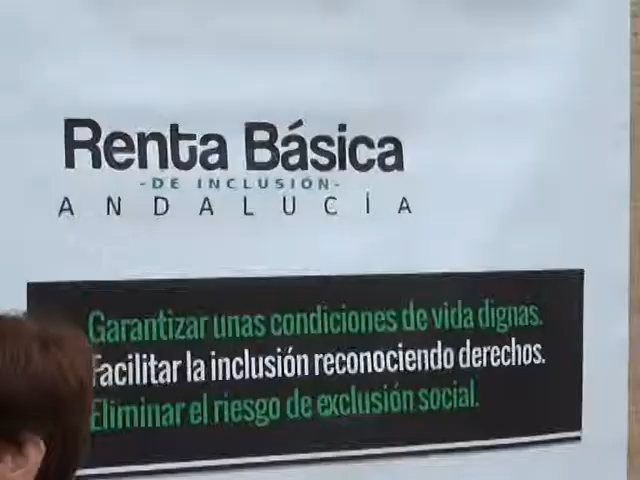 Renta Básica
-DE INCLUSIÓN-
ANDALUCÍA
Garantizar unas condiciones de vida dignas.
Facilitar la inclusión reconociendo derechos.
Eliminar el riesgo de exclusión social.